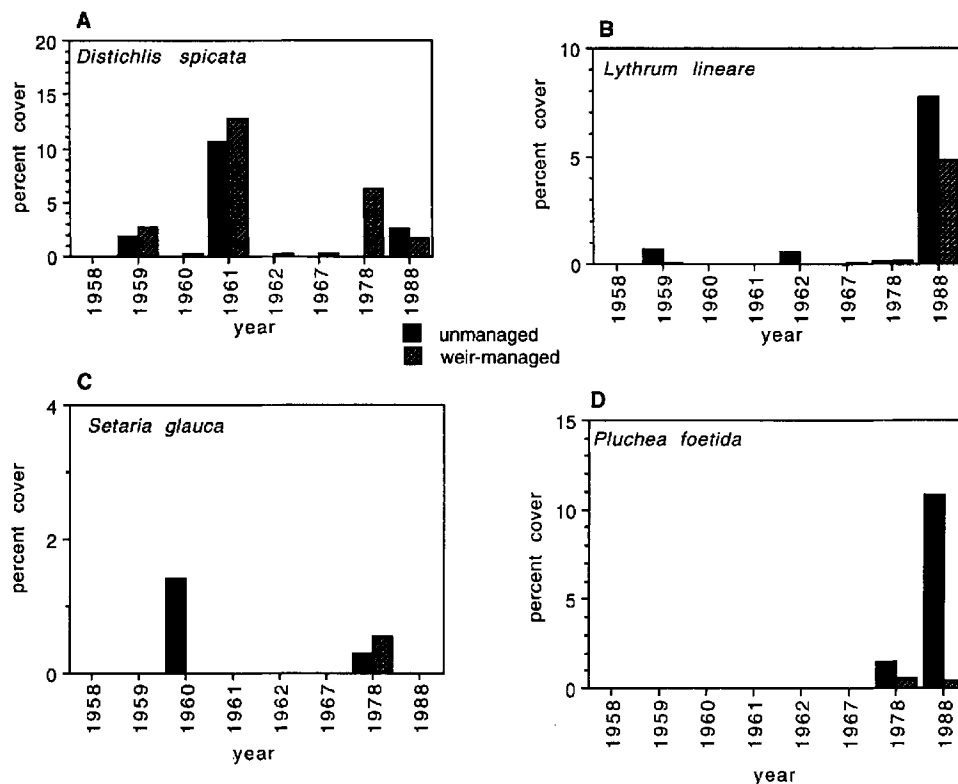 A
Distichlis spicata
percent cover
20
15
10
5
0
1958
1959
1960
1961
1962
1967
1978
1988
year
B
Lythrum lineare
percent cover
10
5
0
1958
1959
1960
1961
1962
1967
1978
1988
year
unmanaged
weir-managed
C
Setaria glauca
percent cover
4
2
0
1958
1959
1960
1961
1962
1967
1978
1988
year
D
Pluchea foetida
percent cover
15
10
5
0
1958
1959
1960
1961
1962
1967
1978
1988
year